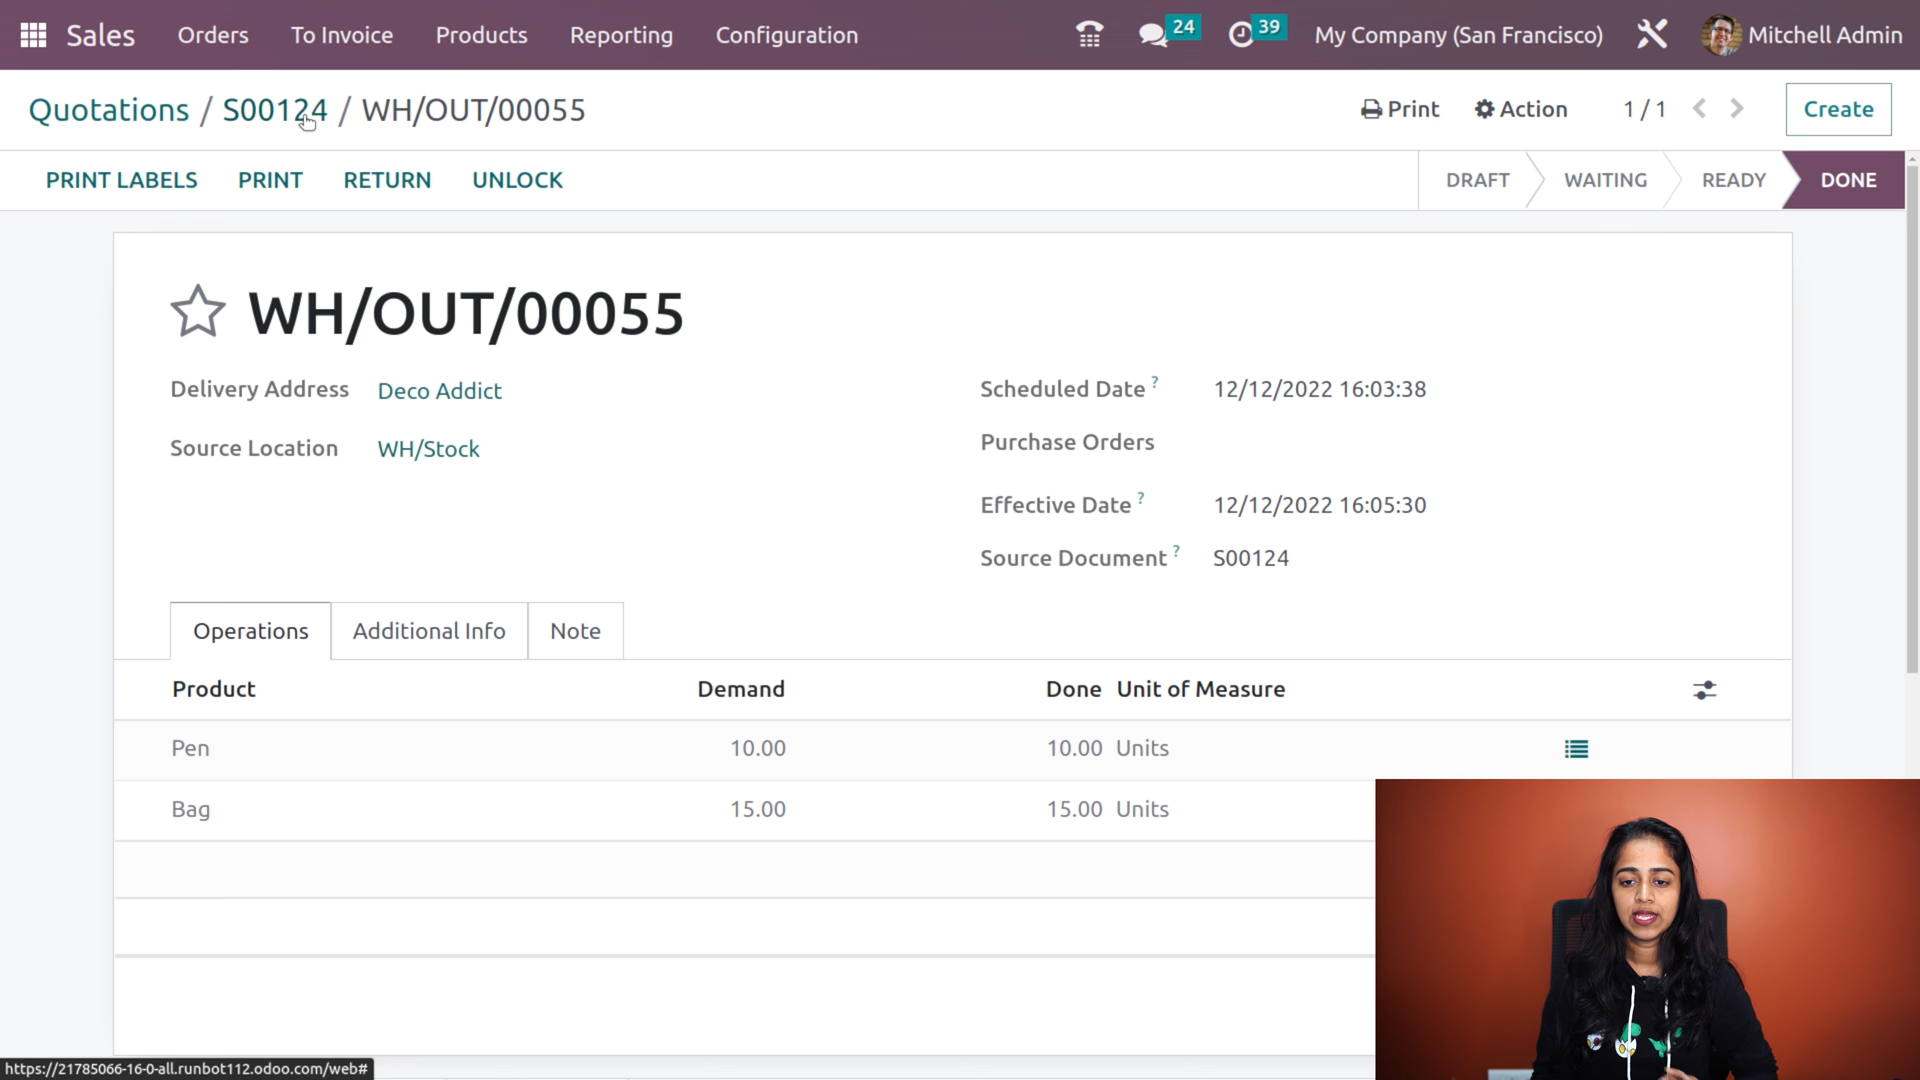 Sales Orders To Invoice Products Reporting Configuration 24 39 My Company (San Francisco) Mitchell Admin
Quotations / S00124 / WH/OUT/00055 Print Action 1 / 1 Create
PRINT LABELS PRINT RETURN UNLOCK DRAFT WAITING READY DONE
WH/OUT/00055
Delivery Address Deco Addict Scheduled Date ? 12/12/2022 16:03:38
Source Location WH/Stock Purchase Orders
Effective Date ? 12/12/2022 16:05:30
Source Document ? S00124
Operations Additional Info Note
Product Demand Done Unit of Measure
Pen 10.00 10.00 Units
Bag 15.00 15.00 Units
https://21785066-16-0-all.runbot112.odoo.com/web#